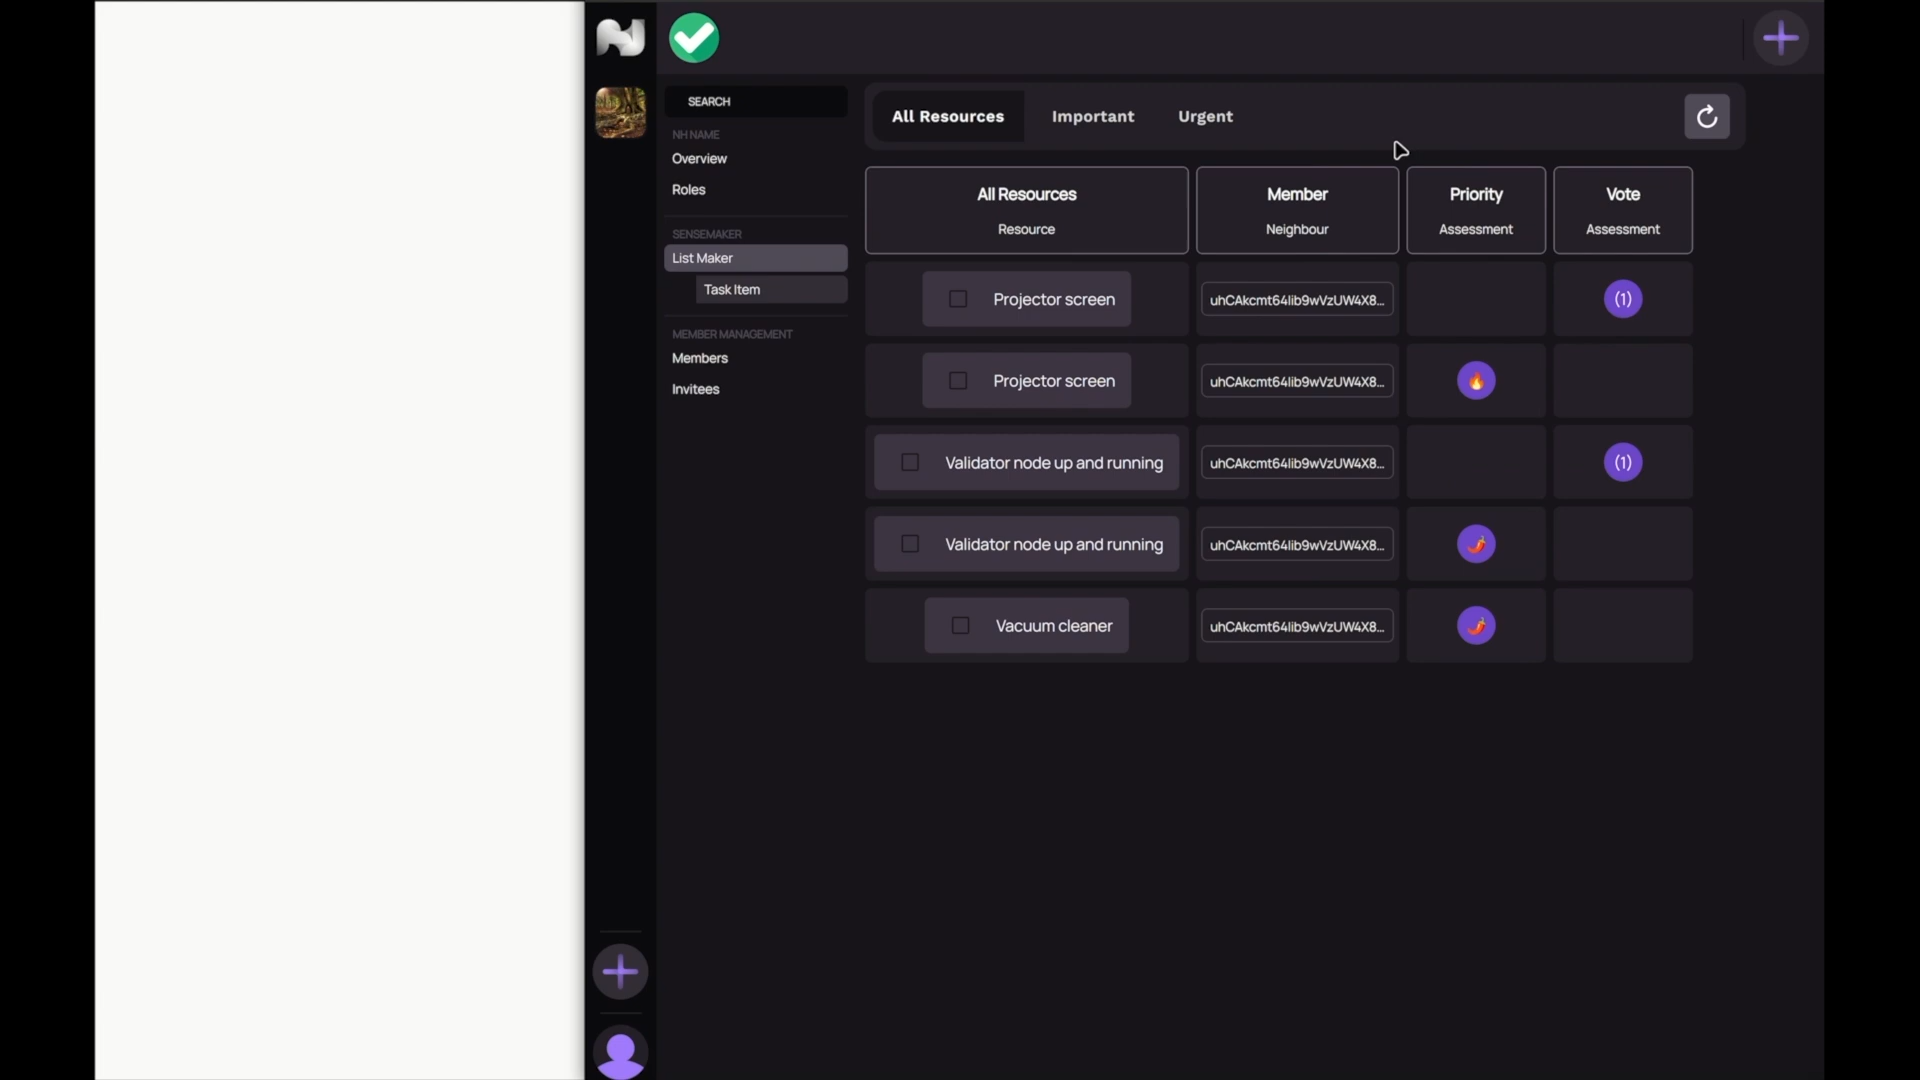 SEARCH
NH NAME
Overview
Roles
SENSEMAKER
List Maker
Task Item
MEMBER MANAGEMENT
Members
Invitees
All Resources Important Urgent
All Resources Member Priority Vote
Resource Neighbour Assessment Assessment
Projector screen uhCAkcmt64lib9wVzUW4X8... (1)
Projector screen uhCAkcmt64lib9wVzUW4X8...
Validator node up and running uhCAkcmt64lib9wVzUW4X8... (1)
Validator node up and running uhCAkcmt64lib9wVzUW4X8...
Vacuum cleaner uhCAkcmt64lib9wVzUW4X8...